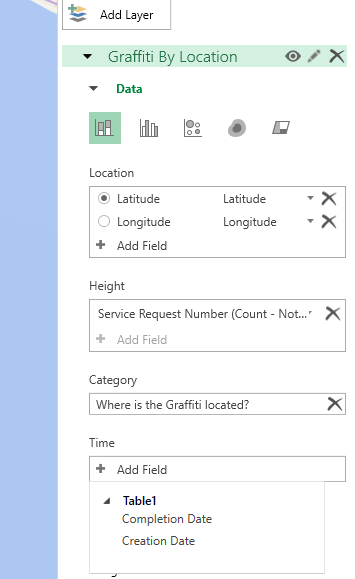 Add Layer
Graffiti By Location
Data
Location
Latitude Latitude
Longitude Longitude
Add Field
Height
Service Request Number (Count - Not...
Add Field
Category
Where is the Graffiti located?
Time
Add Field
Table1
Completion Date
Creation Date